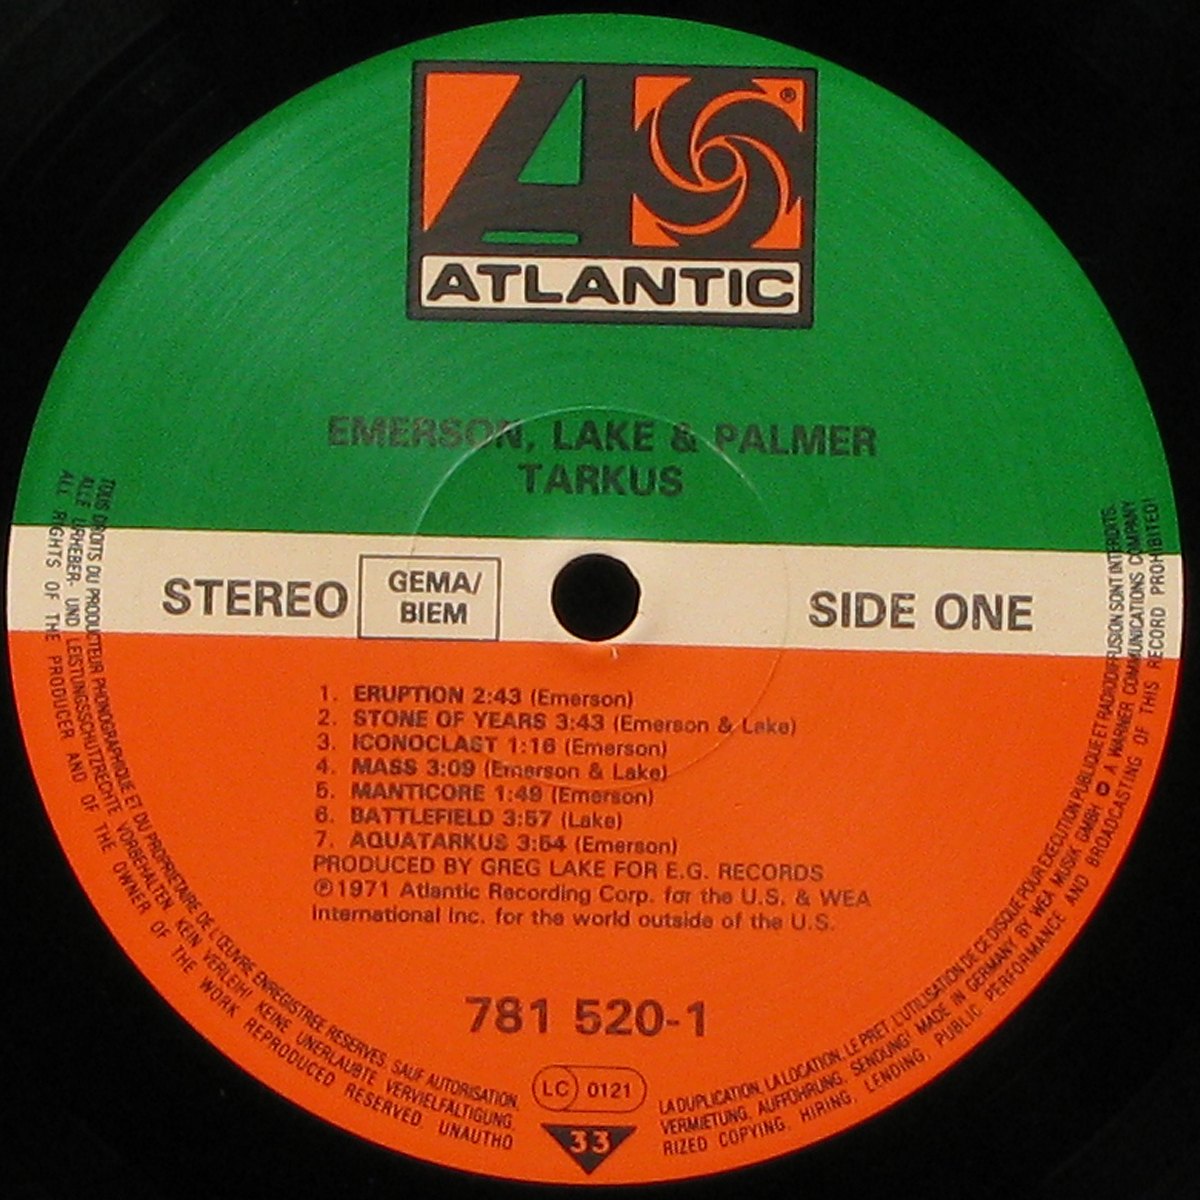 ®
ATLANTIC
EMERSON, LAKE & PALMER
TARKUS
STEREO
GEMA/
BIEM
SIDE ONE
1. ERUPTION 2:43 (Emerson)
2. STONE OF YEARS 3:43 (Emerson & Lake)
3. ICONOCLAST 1:16 (Emerson)
4. MASS 3:09 (Emerson & Lake)
5. MANTICORE 1:49 (Emerson)
6. BATTLEFIELD 3:57 (Lake)
7. AQUATARKUS 3:54 (Emerson)
PRODUCED BY GREG LAKE FOR E.G. RECORDS
℗1971 Atlantic Recording Corp. for the U.S. & WEA
International Inc. for the world outside of the U.S.
781 520-1
LC 0121
33
TOUS DROITS DU PRODUCTEUR PHONOGRAPHIQUE ET DU PROPRIETAIRE DE L'ŒUVRE ENREGISTREE RESERVES. SAUF AUTORISATION, LA DUPLICATION, LA LOCATION, LE PRET, L'UTILISATION DE CE DISQUE POUR EXECUTION PUBLIQUE ET RADIODIFFUSION SONT INTERDITS.
ALLE URHEBER- UND LEISTUNGSSCHUTZRECHTE VORBEHALTEN. KEIN VERLEIH! KEINE UNERLAUBTE VERVIELFÄLTIGUNG, VERMIETUNG, AUFFÜHRUNG, SENDUNG! MADE IN GERMANY BY WEA MUSIK GMBH A WARNER COMMUNICATIONS COMPANY
ALL RIGHTS OF THE PRODUCER AND OF THE OWNER OF THE WORK REPRODUCED RESERVED. UNAUTHORIZED COPYING, HIRING, LENDING, PUBLIC PERFORMANCE AND BROADCASTING OF THIS RECORD PROHIBITED!